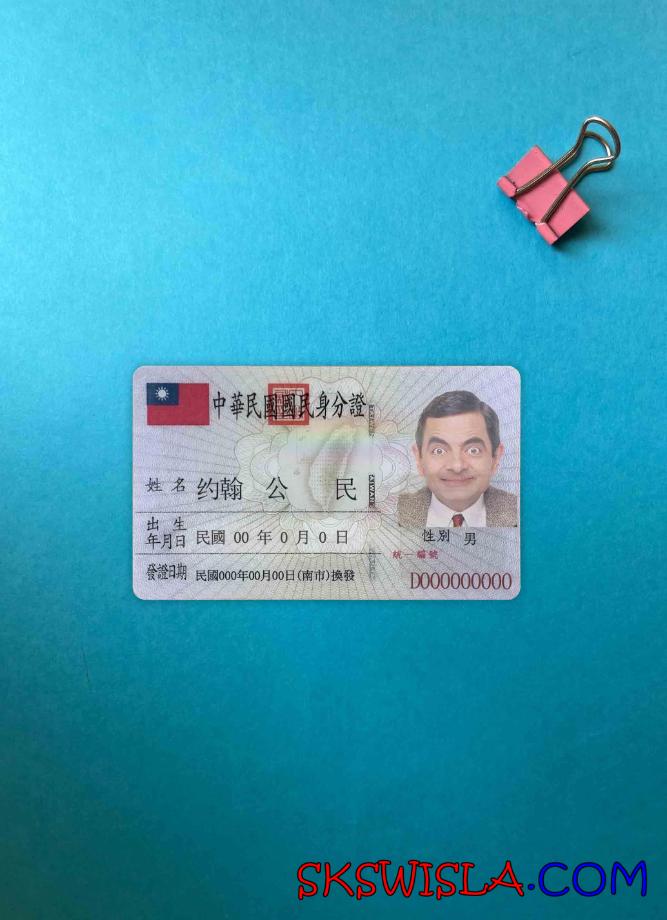 中華民國國民身分證
姓名 约翰 公 民
出生
年月日 民國 00 年 0 月 0 日
性別 男
統一編號
發證日期 民國000年00月00日(南市)換發
D000000000
SKSWISLA.COM